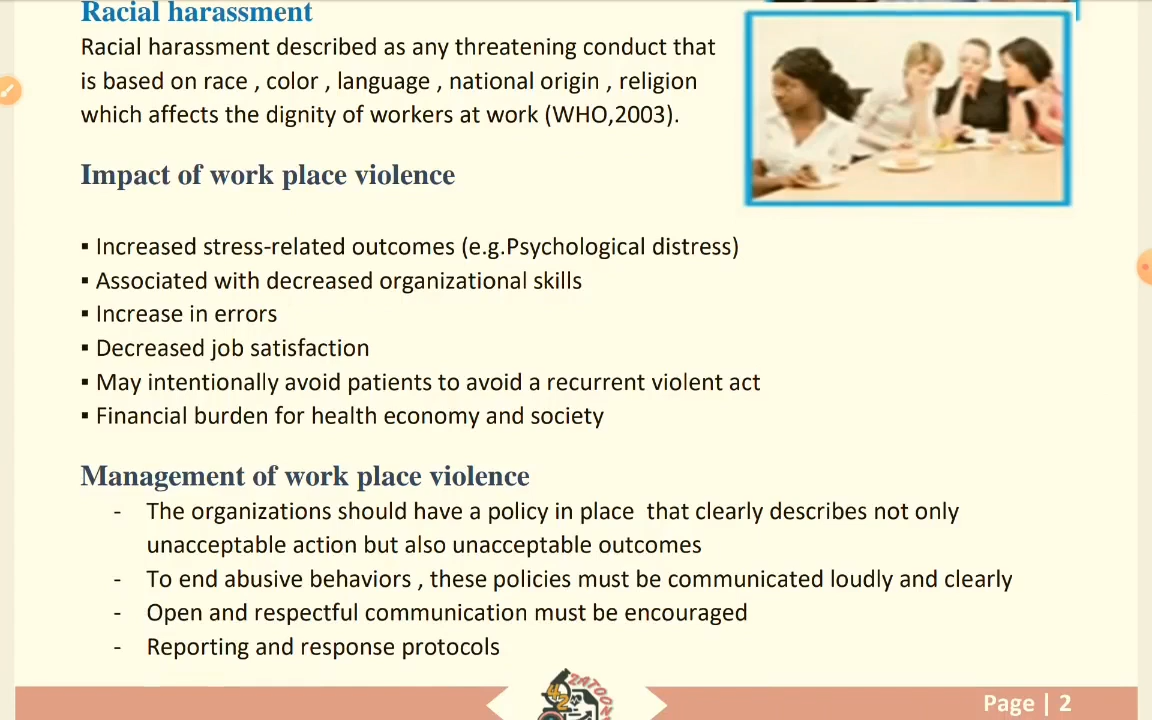 Racial harassment
Racial harassment described as any threatening conduct that
is based on race , color , language , national origin , religion
which affects the dignity of workers at work (WHO,2003).
Impact of work place violence
▪ Increased stress-related outcomes (e.g.Psychological distress)
▪ Associated with decreased organizational skills
▪ Increase in errors
▪ Decreased job satisfaction
▪ May intentionally avoid patients to avoid a recurrent violent act
▪ Financial burden for health economy and society
Management of work place violence
- The organizations should have a policy in place that clearly describes not only
unacceptable action but also unacceptable outcomes
- To end abusive behaviors , these policies must be communicated loudly and clearly
- Open and respectful communication must be encouraged
- Reporting and response protocols
ZATOON
42
Page | 2